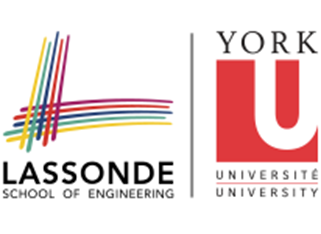 LASSONDE
SCHOOL OF ENGINEERING
YORK
U
UNIVERSITÉ
UNIVERSITY